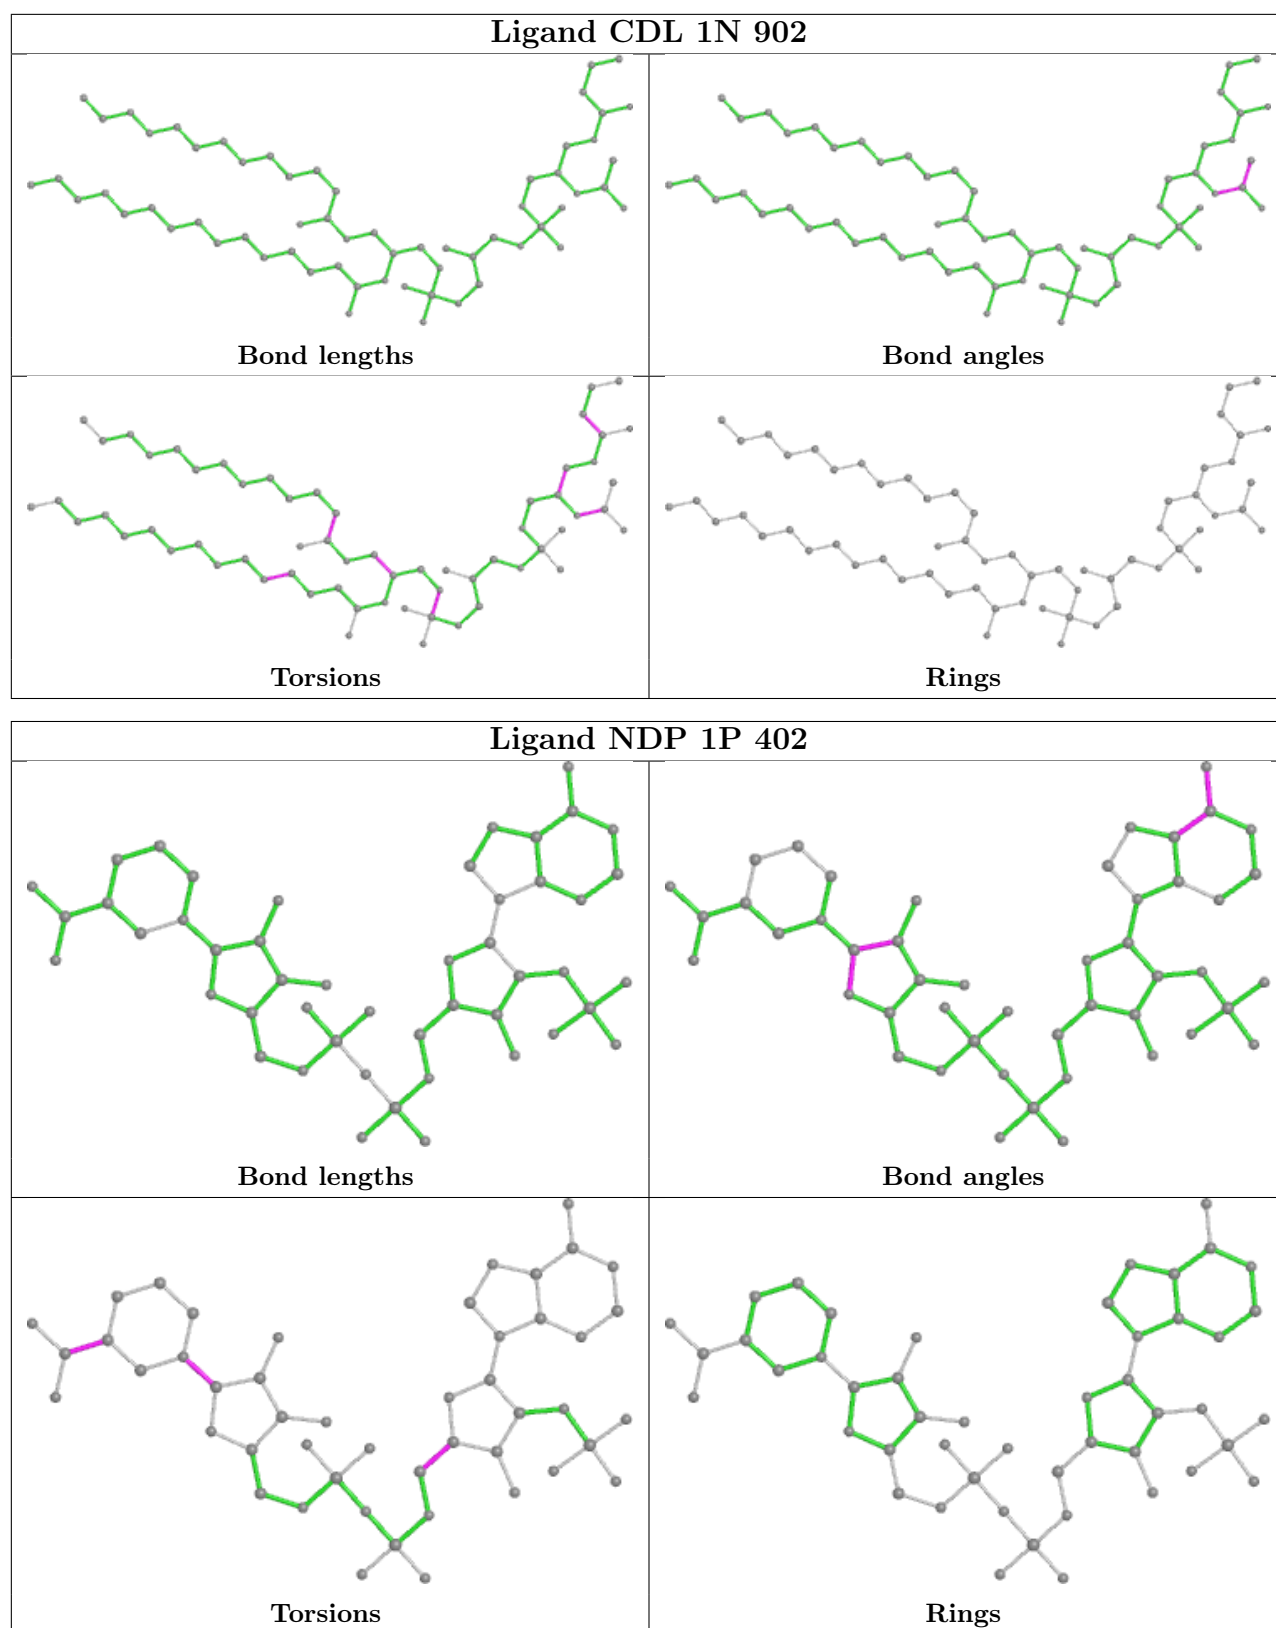 Ligand CDL 1N 902
Bond lengths
Bond angles
Torsions
Rings
Ligand NDP 1P 402
Bond lengths
Bond angles
Torsions
Rings